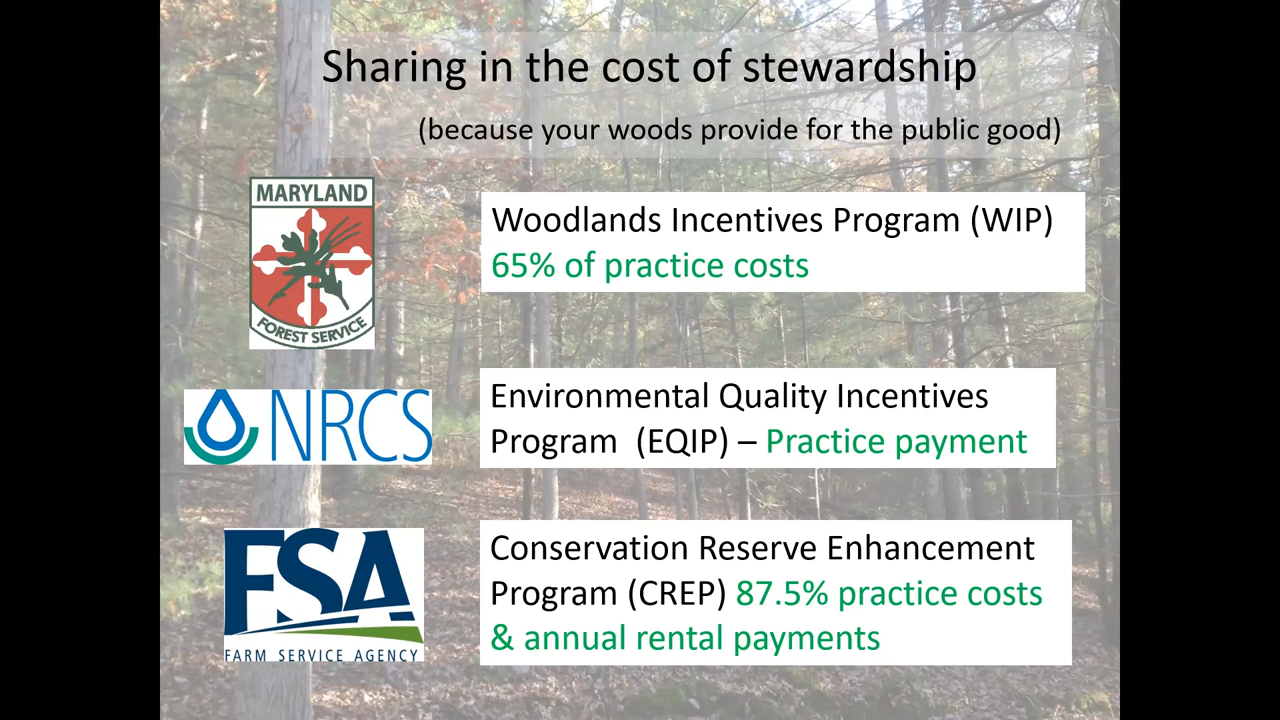 Sharing in the cost of stewardship
(because your woods provide for the public good)
MARYLAND
FOREST SERVICE
Woodlands Incentives Program (WIP)
65% of practice costs
NRCS
Environmental Quality Incentives
Program (EQIP) – Practice payment
FSA
FARM SERVICE AGENCY
Conservation Reserve Enhancement
Program (CREP) 87.5% practice costs
& annual rental payments